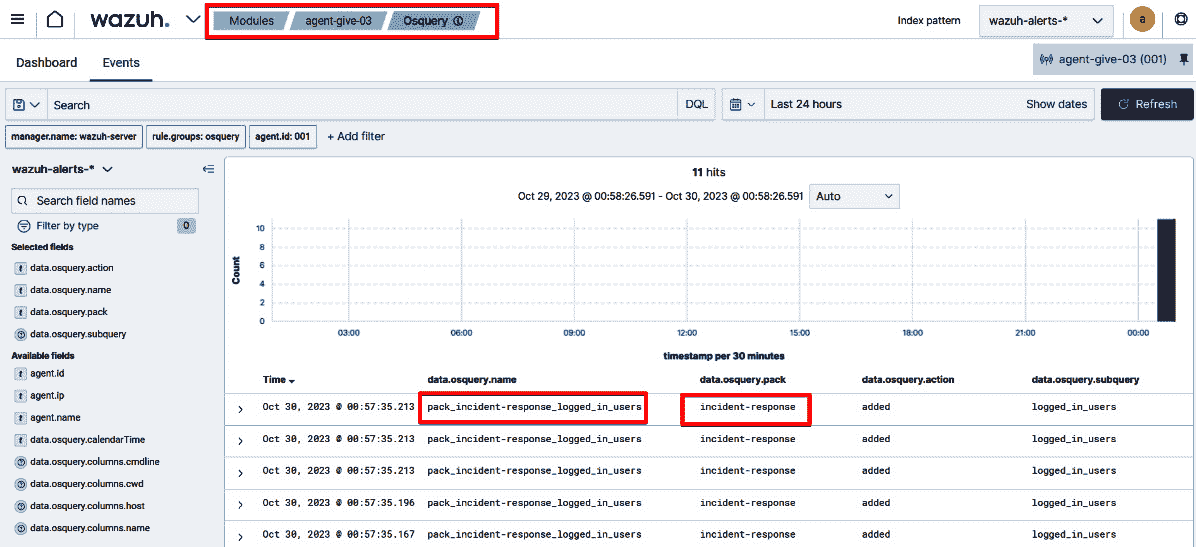 wazuh. Modules agent-give-03 Osquery Index pattern wazuh-alerts-* a
Dashboard Events agent-give-03 (001)
Search DQL Last 24 hours Show dates Refresh
manager.name: wazuh-server rule.groups: osquery agent.id: 001 + Add filter
wazuh-alerts-*
Search field names
Filter by type 0
Selected fields
t data.osquery.action
t data.osquery.name
t data.osquery.pack
? data.osquery.subquery
Available fields
t agent.id
t agent.ip
t agent.name
t data.osquery.calendarTime
? data.osquery.columns.cmdline
? data.osquery.columns.cwd
? data.osquery.columns.host
? data.osquery.columns.name
11 hits
Oct 29, 2023 @ 00:58:26.591 - Oct 30, 2023 @ 00:58:26.591 Auto
Count
10
8
6
4
2
0
03:00 06:00 09:00 12:00 15:00 18:00 21:00 00:00
timestamp per 30 minutes
Time data.osquery.name data.osquery.pack data.osquery.action data.osquery.subquery
Oct 30, 2023 @ 00:57:35.213 pack_incident-response_logged_in_users incident-response added logged_in_users
Oct 30, 2023 @ 00:57:35.213 pack_incident-response_logged_in_users incident-response added logged_in_users
Oct 30, 2023 @ 00:57:35.213 pack_incident-response_logged_in_users incident-response added logged_in_users
Oct 30, 2023 @ 00:57:35.196 pack_incident-response_logged_in_users incident-response added logged_in_users
Oct 30, 2023 @ 00:57:35.167 pack_incident-response_logged_in_users incident-response added logged_in_users